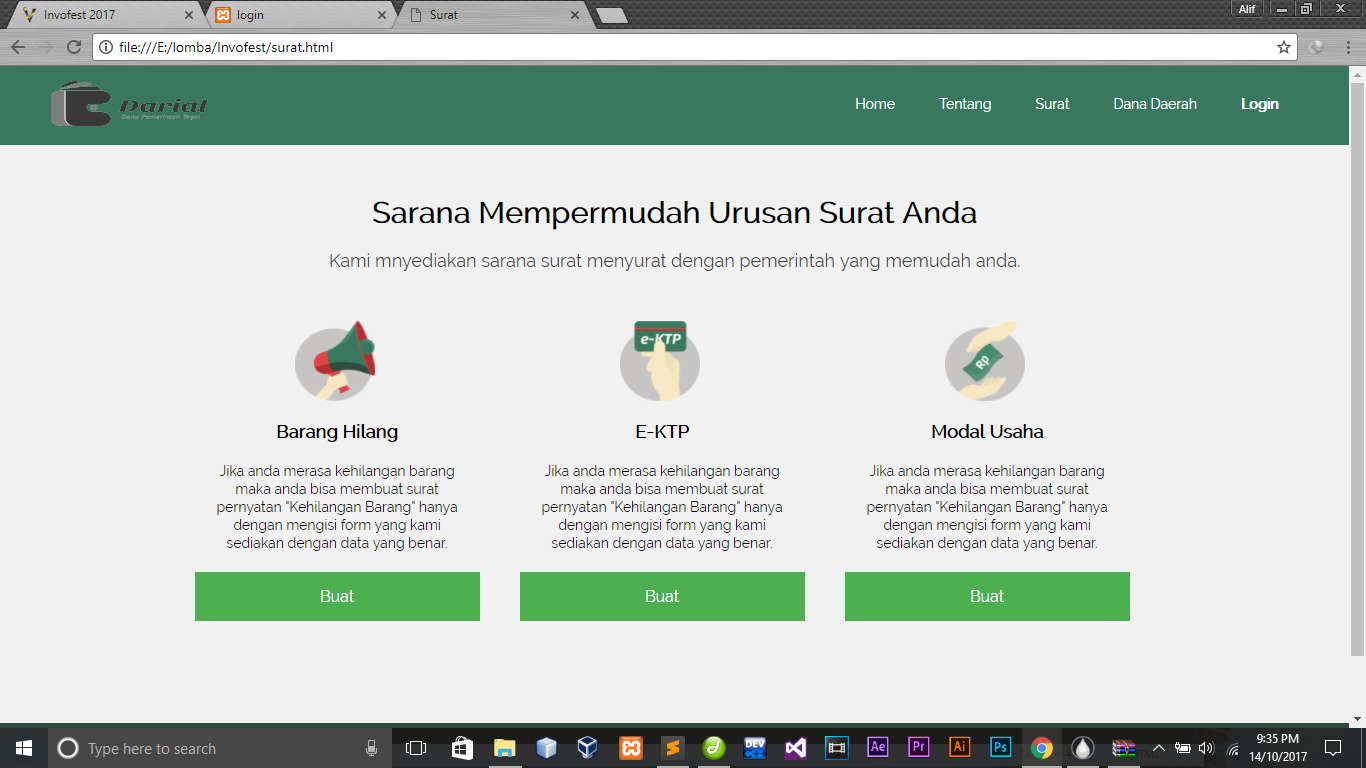 Invofest 2017
login
Surat
Alif
file:///E:/lomba/Invofest/surat.html
Darial
Dana Pemerintah Tegal
Home
Tentang
Surat
Dana Daerah
Login
Sarana Mempermudah Urusan Surat Anda
Kami mnyediakan sarana surat menyurat dengan pemerintah yang memudah anda.
e-KTP
Rp
Barang Hilang
Jika anda merasa kehilangan barang
maka anda bisa membuat surat
pernyatan "Kehilangan Barang" hanya
dengan mengisi form yang kami
sediakan dengan data yang benar.
Buat
E-KTP
Jika anda merasa kehilangan barang
maka anda bisa membuat surat
pernyatan "Kehilangan Barang" hanya
dengan mengisi form yang kami
sediakan dengan data yang benar.
Buat
Modal Usaha
Jika anda merasa kehilangan barang
maka anda bisa membuat surat
pernyatan "Kehilangan Barang" hanya
dengan mengisi form yang kami
sediakan dengan data yang benar.
Buat
Type here to search
DEV
Ae
Pr
Ai
Ps
9:35 PM
14/10/2017